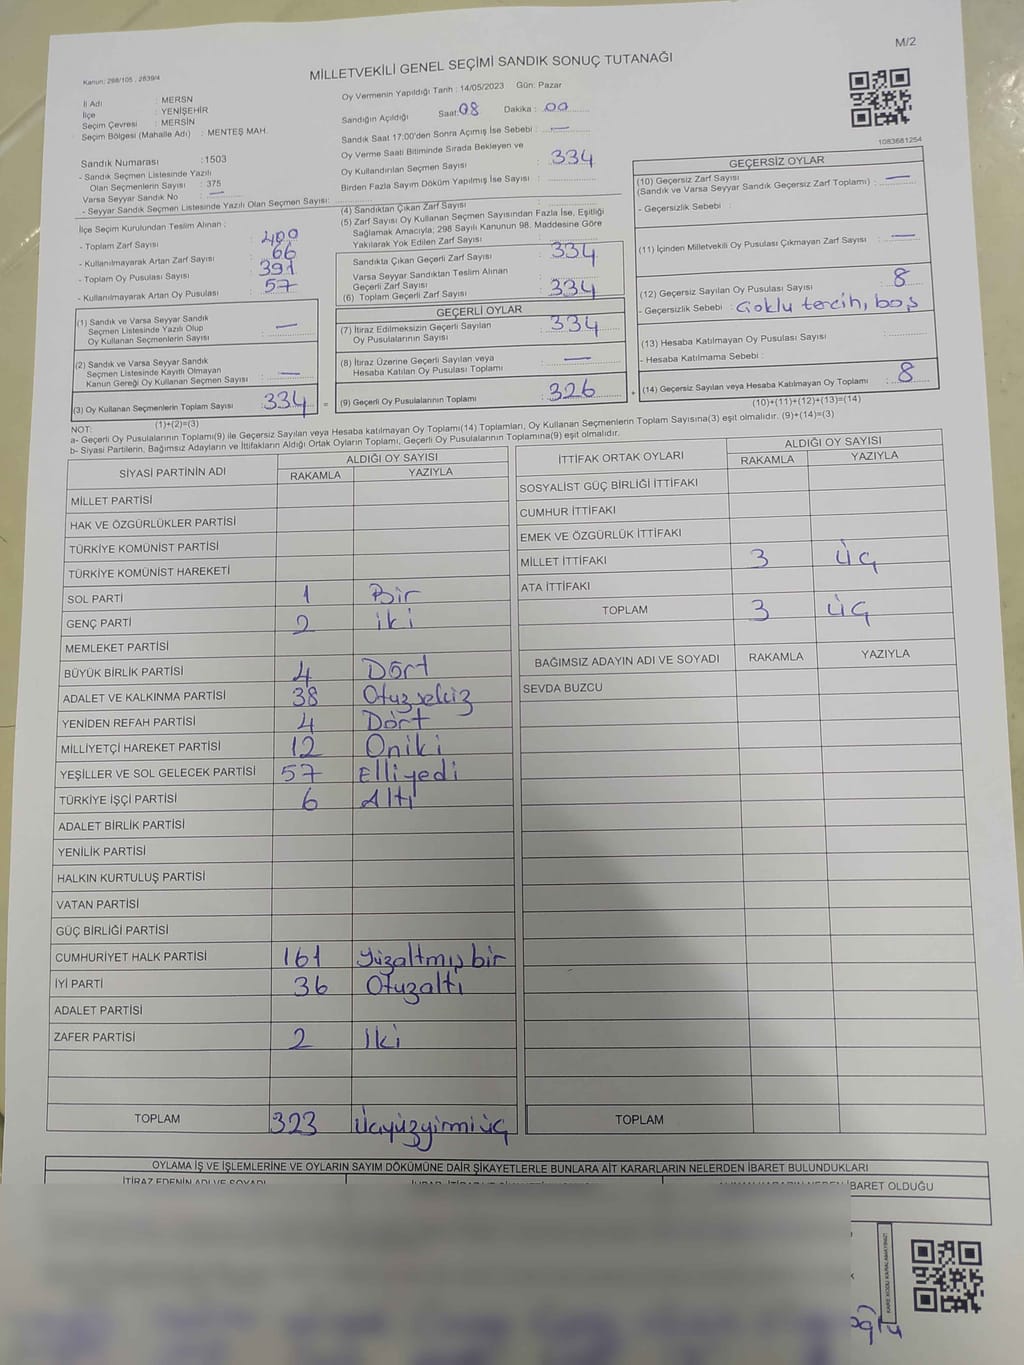 M/2
Kanun: 298/105 , 2839/4
MİLLETVEKİLİ GENEL SEÇİMİ SANDIK SONUÇ TUTANAĞI
İl Adı : MERSN
İlçe : YENİŞEHİR
Seçim Çevresi : MERSİN
Seçim Bölgesi (Mahalle Adı) : MENTEŞ MAH.
Sandık Numarası :1503
- Sandık Seçmen Listesinde Yazılı
Olan Seçmenlerin Sayısı : 375
Varsa Seyyar Sandık No : —
- Seyyar Sandık Seçmen Listesinde Yazılı Olan Seçmen Sayısı:
Oy Vermenin Yapıldığı Tarih : 14/05/2023 Gün: Pazar
Sandığın Açıldığı Saat: 08 Dakika : 00
Sandık Saat 17:00'den Sonra Açımış İse Sebebi : —
Oy Verme Saati Bitiminde Sırada Bekleyen ve
Oy Kullandırılan Seçmen Sayısı : 334
Birden Fazla Sayım Döküm Yapılmış İse Sayısı :
1083681254
İlçe Seçim Kurulundan Teslim Alınan :
- Toplam Zarf Sayısı : 400
- Kullanılmayarak Artan Zarf Sayısı : 66
- Toplam Oy Pusulası Sayısı : 391
- Kullanılmayarak Artan Oy Pusulası : 57
(1) Sandık ve Varsa Seyyar Sandık
Seçmen Listesinde Yazılı Olup
Oy Kullanan Seçmenlerin Sayısı : —
(2) Sandık ve Varsa Seyyar Sandık
Seçmen Listesinde Kayıtlı Olmayan
Kanun Gereği Oy Kullanan Seçmen Sayısı : —
(3) Oy Kullanan Seçmenlerin Toplam Sayısı : 334 =
(1)+(2)=(3)
(4) Sandıktan Çıkan Zarf Sayısı :
(5) Zarf Sayısı Oy Kullanan Seçmen Sayısından Fazla İse, Eşitliği
Sağlamak Amacıyla; 298 Sayılı Kanunun 98. Maddesine Göre
Yakılarak Yok Edilen Zarf Sayısı :
Sandıkta Çıkan Geçerli Zarf Sayısı : 334
Varsa Seyyar Sandıktan Teslim Alınan
Geçerli Zarf Sayısı :
(6) Toplam Geçerli Zarf Sayısı : 334
GEÇERLİ OYLAR
(7) İtiraz Edilmeksizin Geçerli Sayılan
Oy Pusulalarının Sayısı : 334
(8) İtiraz Üzerine Geçerli Sayılan veya
Hesaba Katılan Oy Pusulası Toplamı : —
(9) Geçerli Oy Pusulalarının Toplamı : 326 +
GEÇERSİZ OYLAR
(10) Geçersiz Zarf Sayısı
(Sandık ve Varsa Seyyar Sandık Geçersiz Zarf Toplamı) : —
- Geçersizlik Sebebi :
(11) İçinden Milletvekili Oy Pusulası Çıkmayan Zarf Sayısı : —
(12) Geçersiz Sayılan Oy Pusulası Sayısı : 8
- Geçersizlik Sebebi : Çoklu tercih, boş
(13) Hesaba Katılmayan Oy Pusulası Sayısı :
- Hesaba Katılmama Sebebi :
(14) Geçersiz Sayılan veya Hesaba Katılmayan Oy Toplamı : 8
(10)+(11)+(12)+(13)=(14)
NOT:
a- Geçerli Oy Pusulalarının Toplamı(9) ile Geçersiz Sayılan veya Hesaba katılmayan Oy Toplamı(14) Toplamları, Oy Kullanan Seçmenlerin Toplam Sayısına(3) eşit olmalıdır. (9)+(14)=(3)
b- Siyasi Partilerin, Bağımsız Adayların ve İttifakların Aldığı Ortak Oyların Toplamı, Geçerli Oy Pusulalarının Toplamına(9) eşit olmalıdır.
SİYASİ PARTİNİN ADI ALDIĞI OY SAYISI
RAKAMLA YAZIYLA
MİLLET PARTİSİ
HAK VE ÖZGÜRLÜKLER PARTİSİ
TÜRKİYE KOMÜNİST PARTİSİ
TÜRKİYE KOMÜNİST HAREKETİ
SOL PARTİ 1 Bir
GENÇ PARTİ 2 iki
MEMLEKET PARTİSİ
BÜYÜK BİRLİK PARTİSİ 4 Dört
ADALET VE KALKINMA PARTİSİ 38 Otuzsekiz
YENİDEN REFAH PARTİSİ 4 Dört
MİLLİYETÇİ HAREKET PARTİSİ 12 Oniki
YEŞİLLER VE SOL GELECEK PARTİSİ 57 Elliyedi
TÜRKİYE İŞÇİ PARTİSİ 6 Altı
ADALET BİRLİK PARTİSİ
YENİLİK PARTİSİ
HALKIN KURTULUŞ PARTİSİ
VATAN PARTİSİ
GÜÇ BİRLİĞİ PARTİSİ
CUMHURİYET HALK PARTİSİ 161 Yüzaltmış bir
İYİ PARTİ 36 Otuzaltı
ADALET PARTİSİ
ZAFER PARTİSİ 2 İki
TOPLAM 323 Üçyüzyirmiüç
İTTİFAK ORTAK OYLARI ALDIĞI OY SAYISI
RAKAMLA YAZIYLA
SOSYALİST GÜÇ BİRLİĞİ İTTİFAKI
CUMHUR İTTİFAKI
EMEK VE ÖZGÜRLÜK İTTİFAKI
MİLLET İTTİFAKI 3 üç
ATA İTTİFAKI
TOPLAM 3 üç
BAĞIMSIZ ADAYIN ADI VE SOYADI RAKAMLA YAZIYLA
SEVDA BUZCU
TOPLAM
OYLAMA İŞ VE İŞLEMLERİNE VE OYLARIN SAYIM DÖKÜMÜNE DAİR ŞİKAYETLERLE BUNLARA AİT KARARLARIN NELERDEN İBARET BULUNDUKLARI
İTİRAZ EDENİN ADI VE SOYADI
İBARET OLDUĞU